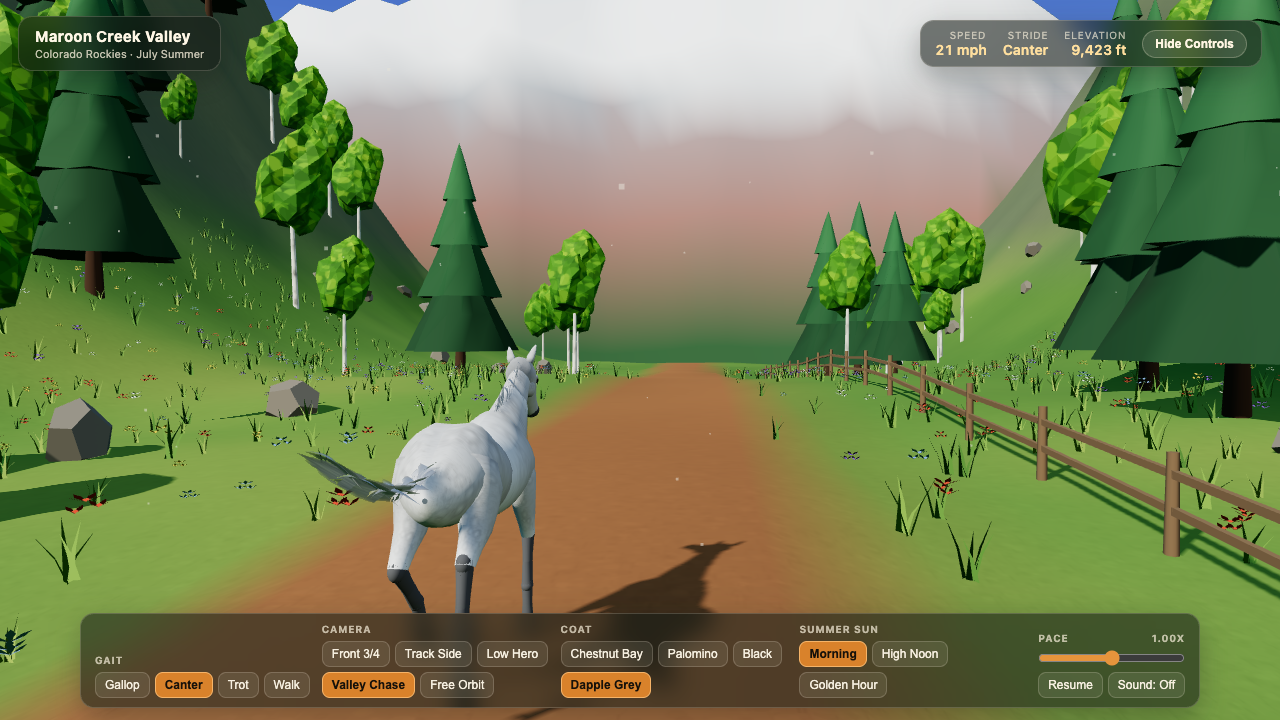 Maroon Creek Valley
Colorado Rockies · July Summer
SPEED STRIDE ELEVATION
21 mph Canter 9,423 ft
Hide Controls
GAIT
Gallop Canter Trot Walk
CAMERA
Front 3/4 Track Side Low Hero
Valley Chase Free Orbit
COAT
Chestnut Bay Palomino Black
Dapple Grey
SUMMER SUN
Morning High Noon
Golden Hour
PACE 1.00X
Resume Sound: Off